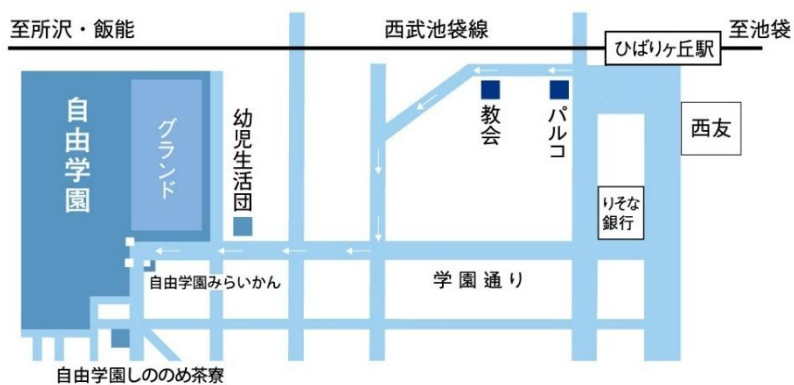 至所沢・飯能
西武池袋線
ひばりヶ丘駅
至池袋
自由学園
グランド
幼児生活団
教会
パルコ
西友
りそな
銀行
自由学園みらいかん
学園通り
自由学園しののめ茶寮